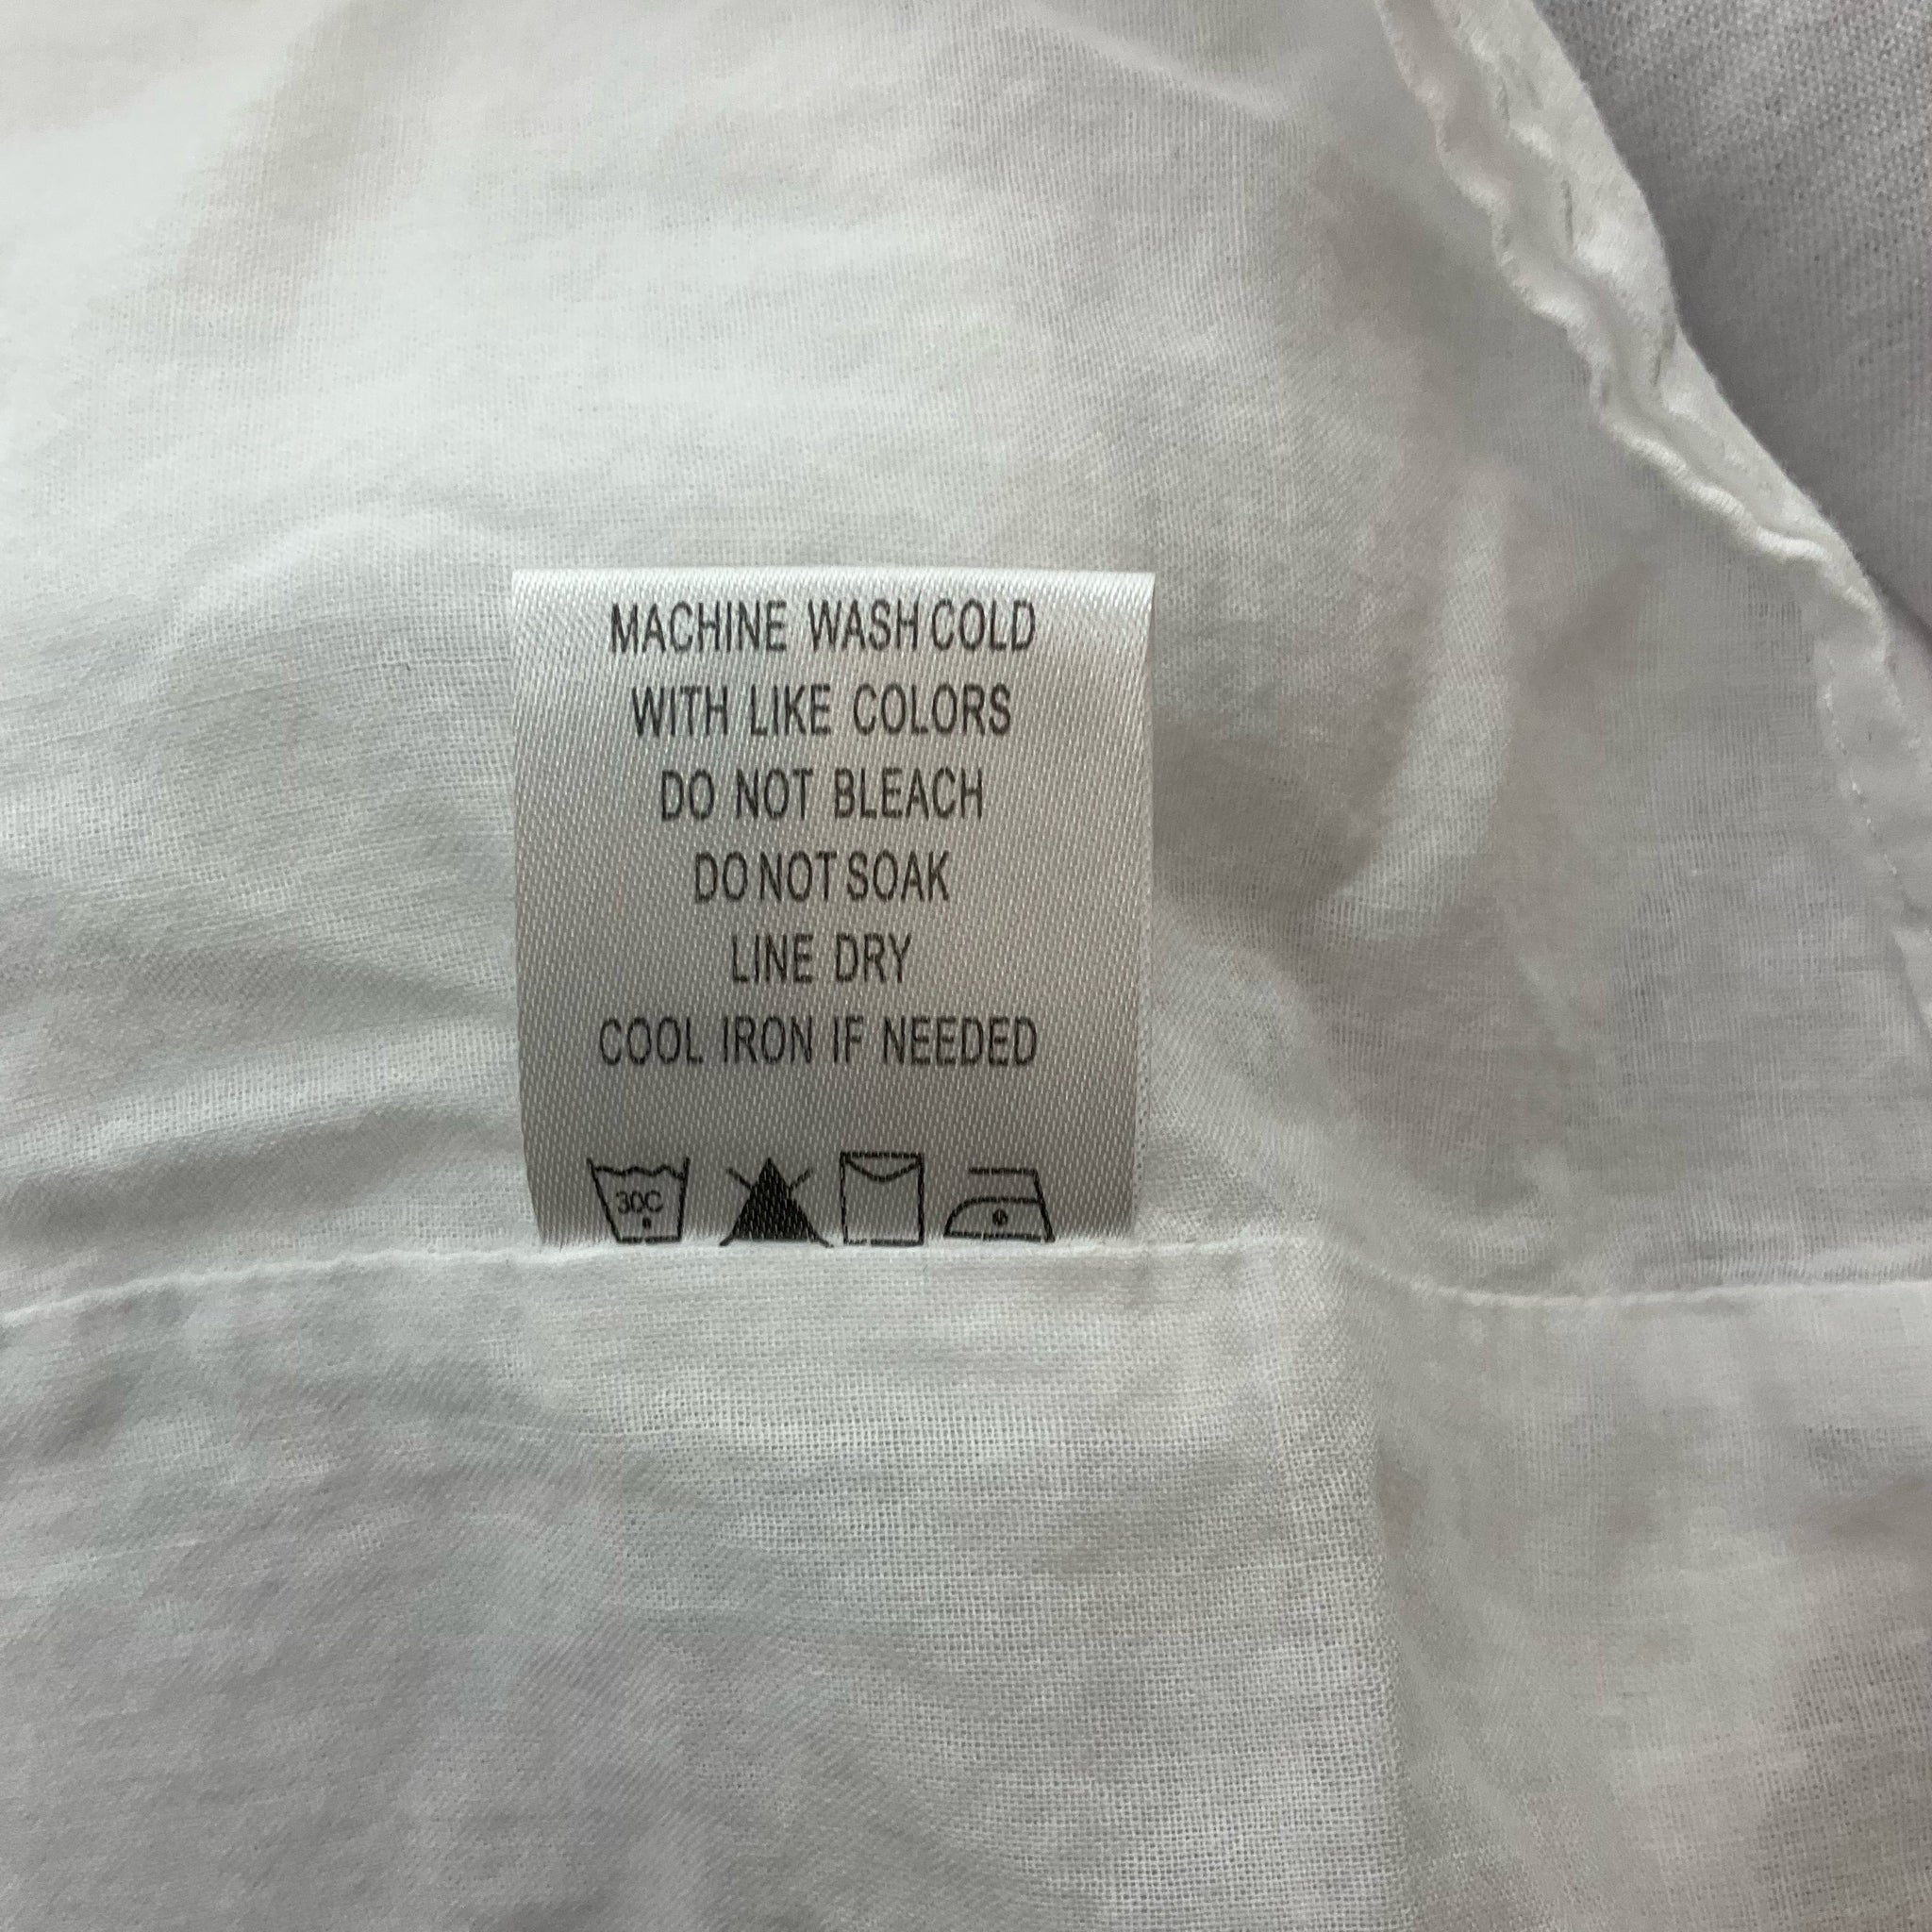 MACHINE WASH COLD
WITH LIKE COLORS
DO NOT BLEACH
DO NOT SOAK
LINE DRY
COOL IRON IF NEEDED
30C